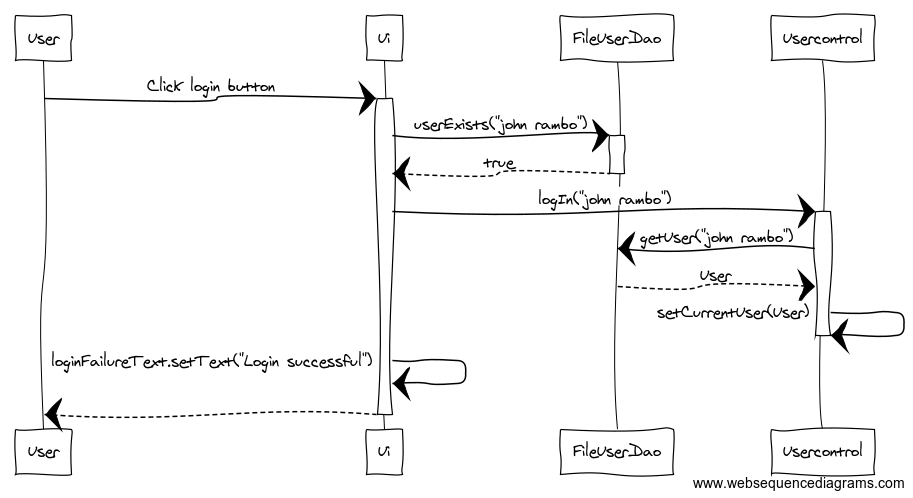 User
Ui
FileUserDao
Usercontrol
Click login button
userExists("john rambo")
true
logIn("john rambo")
getUser("john rambo")
User
setCurrentUser(User)
loginFailureText.setText("Login successful")
User
Ui
FileUserDao
Usercontrol
www.websequencediagrams.com